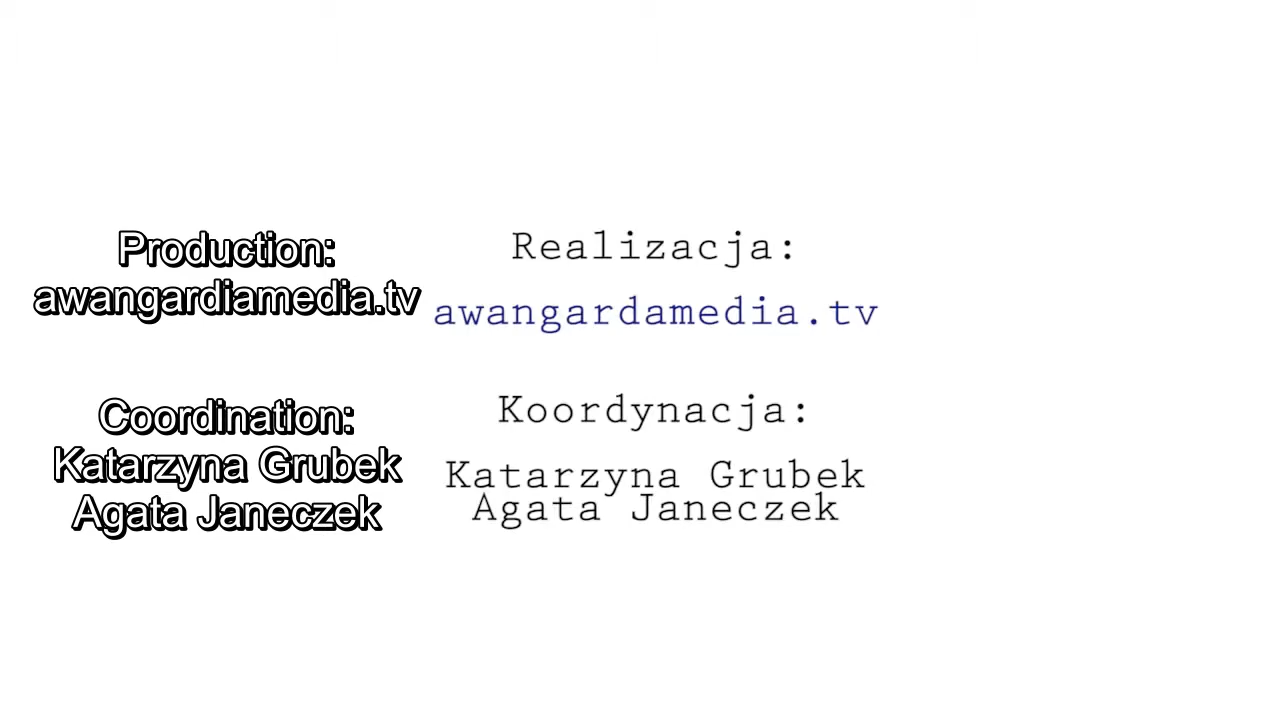 Production:
awangardiamedia.tv
Coordination:
Katarzyna Grubek
Agata Janeczek
Realizacja:
awangardamedia.tv
Koordynacja:
Katarzyna Grubek
Agata Janeczek